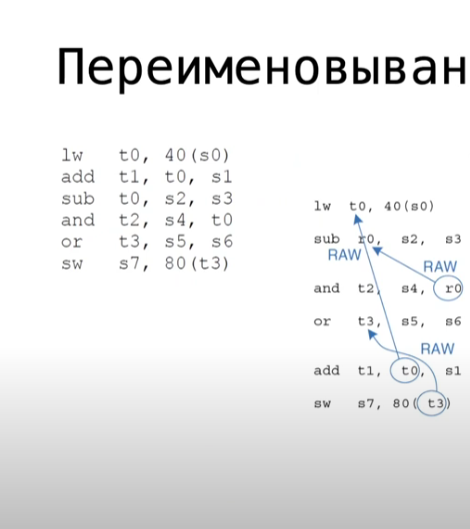 Переименовыван
lw t0, 40(s0)
add t1, t0, s1
sub t0, s2, s3
and t2, s4, t0
or t3, s5, s6
sw s7, 80(t3)
lw t0, 40(s0)
sub r0, s2, s3
RAW
RAW
and t2, s4, r0
or t3, s5, s6
RAW
add t1, t0, s1
sw s7, 80(t3)